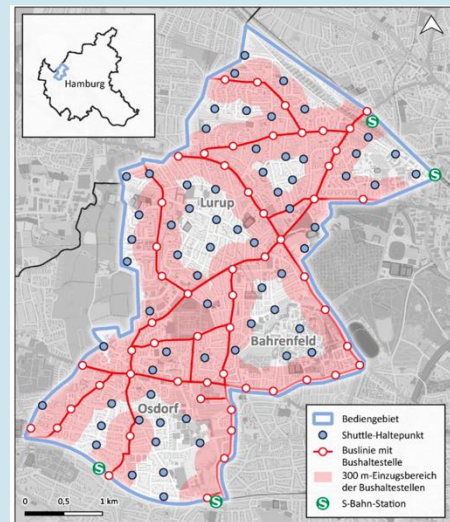 Hamburg
Lurup
Bahrenfeld
Osdorf
S
S
S
S
0 0,5 1 km
Bediengebiet
Shuttle-Haltepunkt
Buslinie mit
Bushaltestelle
300 m-Einzugsbereich
der Bushaltestellen
S S-Bahn-Station